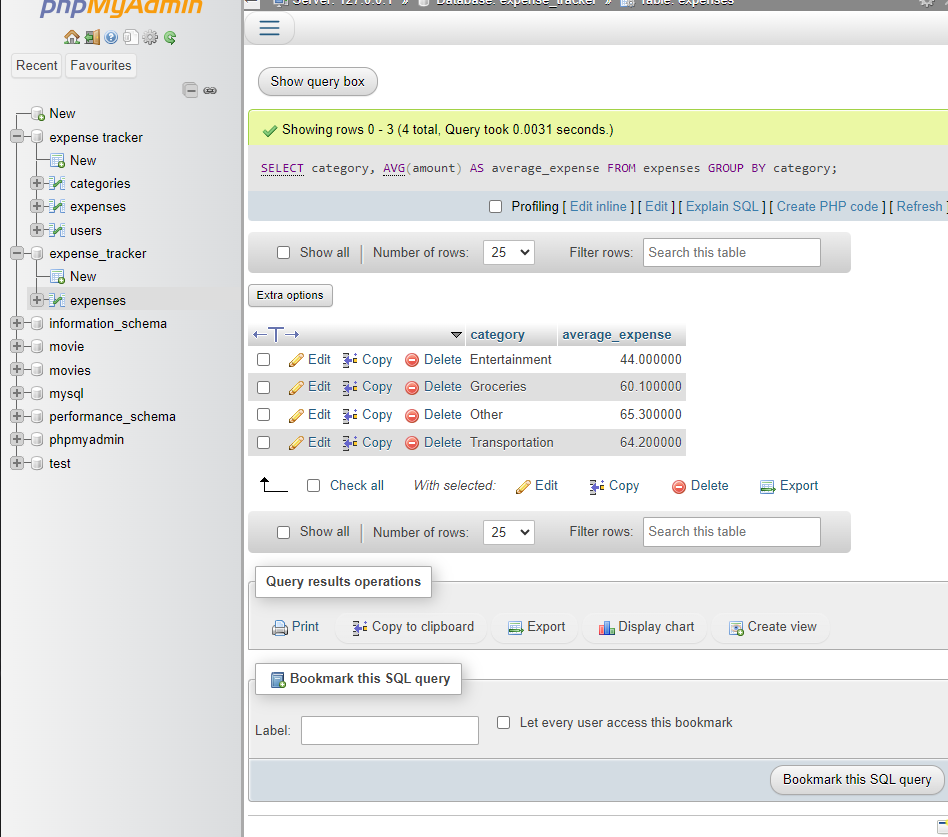 phpMyAdmin
Server: 127.0.0.1 » Database: expense_tracker » Table: expenses
Recent Favourites
New
expense tracker
New
categories
expenses
users
expense_tracker
New
expenses
information_schema
movie
movies
mysql
performance_schema
phpmyadmin
test
Show query box
Showing rows 0 - 3 (4 total, Query took 0.0031 seconds.)
SELECT category, AVG(amount) AS average_expense FROM expenses GROUP BY category;
Profiling [ Edit inline ] [ Edit ] [ Explain SQL ] [ Create PHP code ] [ Refresh ]
Show all Number of rows: 25 Filter rows: Search this table
Extra options
←T→ category average_expense
Edit Copy Delete Entertainment 44.000000
Edit Copy Delete Groceries 60.100000
Edit Copy Delete Other 65.300000
Edit Copy Delete Transportation 64.200000
Check all With selected: Edit Copy Delete Export
Show all Number of rows: 25 Filter rows: Search this table
Query results operations
Print Copy to clipboard Export Display chart Create view
Bookmark this SQL query
Label: Let every user access this bookmark
Bookmark this SQL query